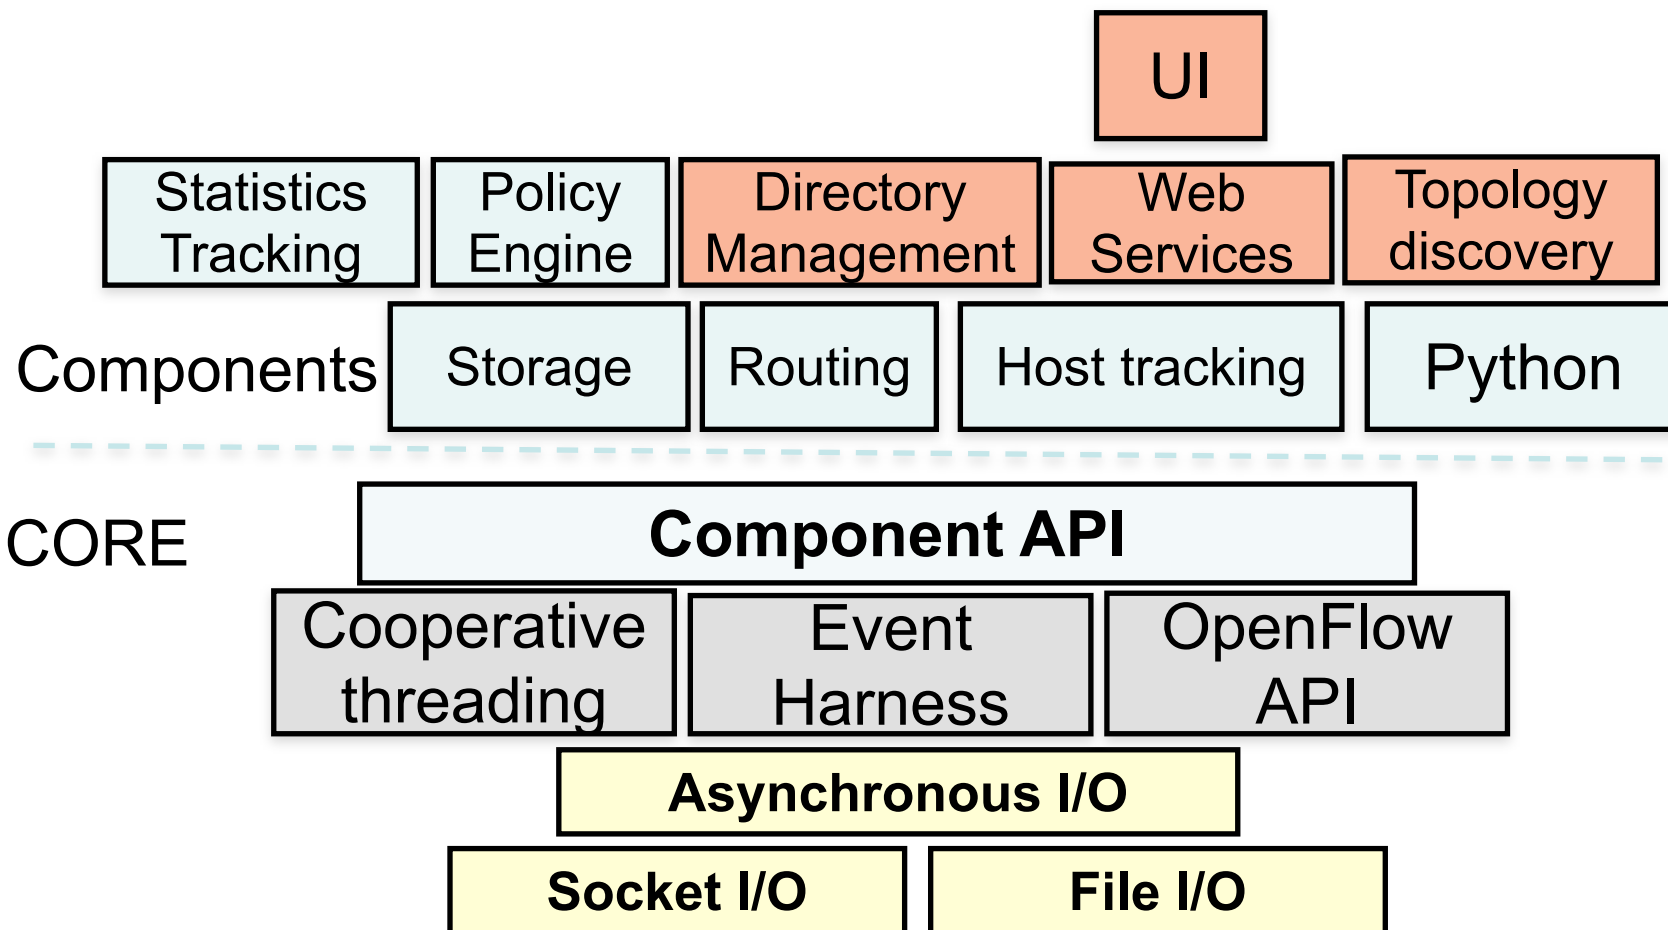 UI
Statistics
Tracking
Policy
Engine
Directory
Management
Web
Services
Topology
discovery
Components
Storage
Routing
Host tracking
Python
CORE
Component API
Cooperative
threading
Event
Harness
OpenFlow
API
Asynchronous I/O
Socket I/O
File I/O